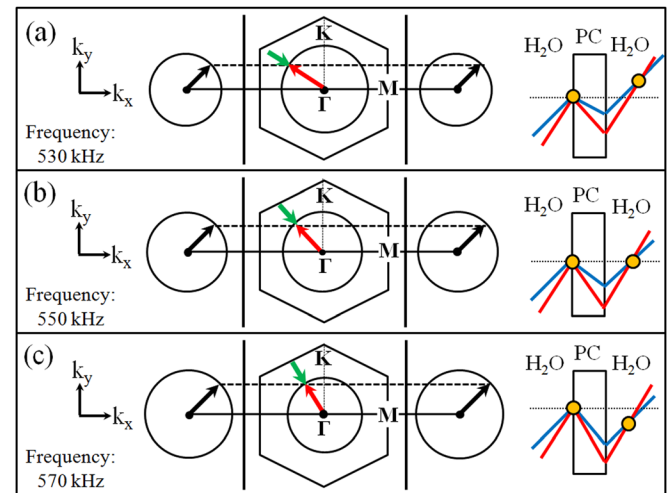 (a)
k_y
k_x
Frequency:
530 kHz
K
Γ
M
H₂O PC H₂O
(b)
k_y
k_x
Frequency:
550 kHz
K
Γ
M
H₂O PC H₂O
(c)
k_y
k_x
Frequency:
570 kHz
K
Γ
M
H₂O PC H₂O